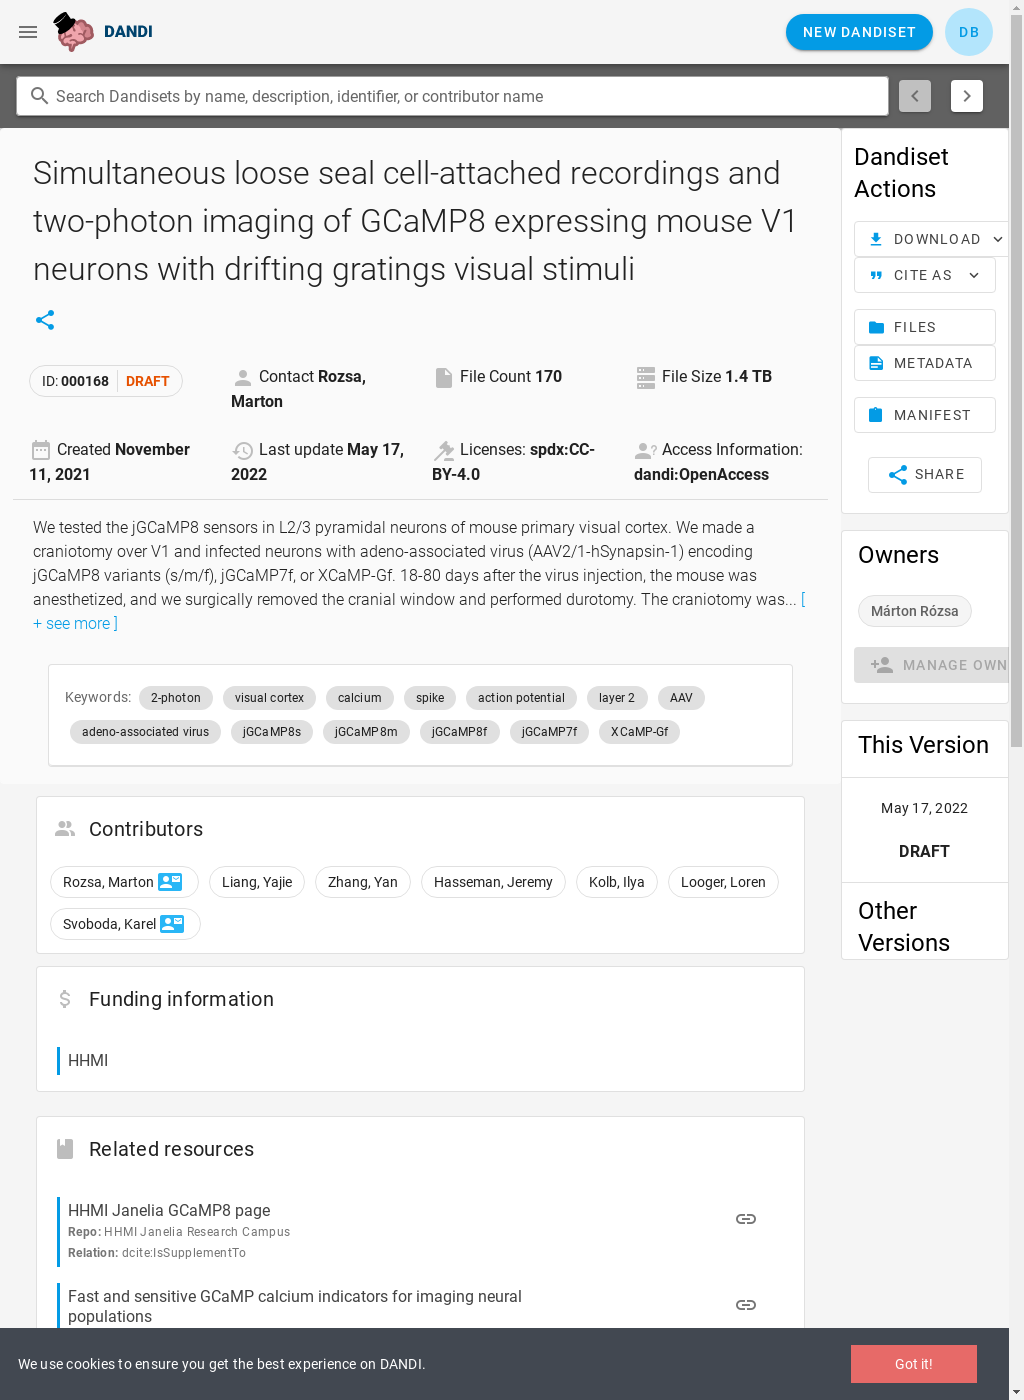 DANDI
NEW DANDISET
DB
Search Dandisets by name, description, identifier, or contributor name
Simultaneous loose seal cell-attached recordings and
two-photon imaging of GCaMP8 expressing mouse V1
neurons with drifting gratings visual stimuli
ID: 000168 DRAFT
Contact Rozsa,
Marton
File Count 170
File Size 1.4 TB
Created November
11, 2021
Last update May 17,
2022
Licenses: spdx:CC-
BY-4.0
Access Information:
dandi:OpenAccess
We tested the jGCaMP8 sensors in L2/3 pyramidal neurons of mouse primary visual cortex. We made a
craniotomy over V1 and infected neurons with adeno-associated virus (AAV2/1-hSynapsin-1) encoding
jGCaMP8 variants (s/m/f), jGCaMP7f, or XCaMP-Gf. 18-80 days after the virus injection, the mouse was
anesthetized, and we surgically removed the cranial window and performed durotomy. The craniotomy was... [
+ see more ]
Keywords: 2-photon visual cortex calcium spike action potential layer 2 AAV
adeno-associated virus jGCaMP8s jGCaMP8m jGCaMP8f jGCaMP7f XCaMP-Gf
Contributors
Rozsa, Marton Liang, Yajie Zhang, Yan Hasseman, Jeremy Kolb, Ilya Looger, Loren
Svoboda, Karel
Funding information
HHMI
Related resources
HHMI Janelia GCaMP8 page
Repo: HHMI Janelia Research Campus
Relation: dcite:IsSupplementTo
Fast and sensitive GCaMP calcium indicators for imaging neural
populations
Dandiset
Actions
DOWNLOAD
CITE AS
FILES
METADATA
MANIFEST
SHARE
Owners
Márton Rózsa
MANAGE OWN
This Version
May 17, 2022
DRAFT
Other
Versions
We use cookies to ensure you get the best experience on DANDI.
Got it!